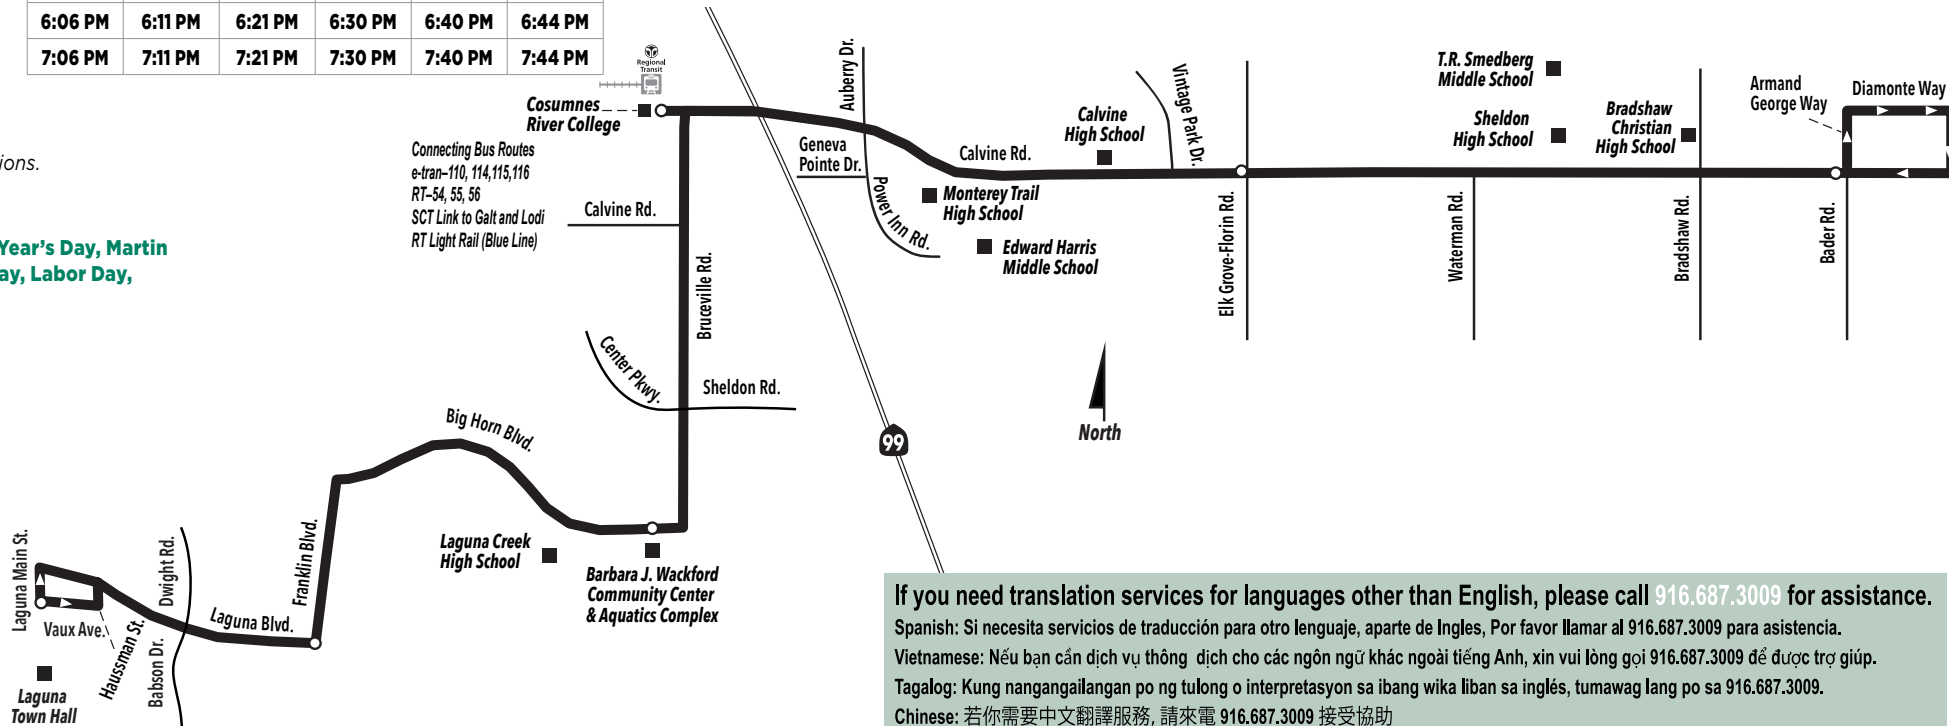 6:06 PM 6:11 PM 6:21 PM 6:30 PM 6:40 PM 6:44 PM
7:06 PM 7:11 PM 7:21 PM 7:30 PM 7:40 PM 7:44 PM
ions.
Year's Day, Martin
ay, Labor Day,
Regional
Transit
Cosumnes
River College
Connecting Bus Routes
e-tran–110, 114,115,116
RT–54, 55, 56
SCT Link to Galt and Lodi
RT Light Rail (Blue Line)
Calvine Rd.
Bruceville Rd.
Center Pkwy.
Sheldon Rd.
Big Horn Blvd.
Laguna Creek
High School
Barbara J. Wackford
Community Center
& Aquatics Complex
Franklin Blvd.
Laguna Blvd.
Dwight Rd.
Babson Dr.
Haussman St.
Vaux Ave.
Laguna Main St.
Laguna
Town Hall
99
Auberry Dr.
Geneva
Pointe Dr.
Power Inn Rd.
Calvine Rd.
Monterey Trail
High School
Edward Harris
Middle School
Calvine
High School
Vintage Park Dr.
Elk Grove-Florin Rd.
North
T.R. Smedberg
Middle School
Sheldon
High School
Bradshaw
Christian
High School
Waterman Rd.
Bradshaw Rd.
Bader Rd.
Armand
George Way
Diamonte Way
If you need translation services for languages other than English, please call 916.687.3009 for assistance.
Spanish: Si necesita servicios de traducción para otro lenguaje, aparte de Ingles, Por favor llamar al 916.687.3009 para asistencia.
Vietnamese: Nếu bạn cần dịch vụ thông dịch cho các ngôn ngữ khác ngoài tiếng Anh, xin vui lòng gọi 916.687.3009 để được trợ giúp.
Tagalog: Kung nangangailangan po ng tulong o interpretasyon sa ibang wika liban sa inglés, tumawag lang po sa 916.687.3009.
Chinese: 若你需要中文翻譯服務, 請來電 916.687.3009 接受協助